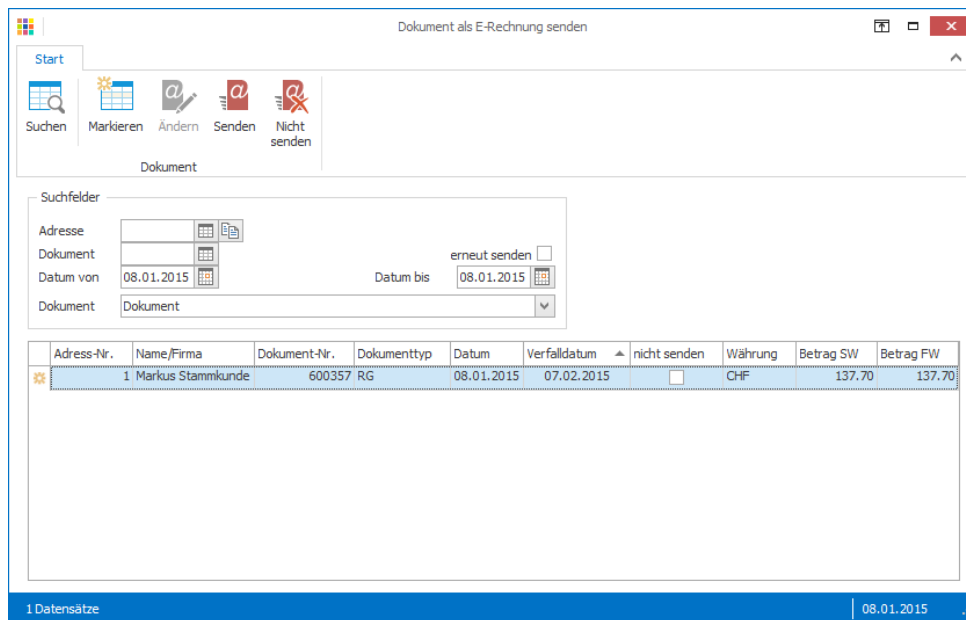 Dokument als E-Rechnung senden
Start
Suchen Markieren Ändern Senden Nicht senden
Dokument
Suchfelder
Adresse
Dokument erneut senden
Datum von 08.01.2015 Datum bis 08.01.2015
Dokument Dokument
Adress-Nr. Name/Firma Dokument-Nr. Dokumenttyp Datum Verfalldatum nicht senden Währung Betrag SW Betrag FW
1 Markus Stammkunde 600357 RG 08.01.2015 07.02.2015 CHF 137.70 137.70
1 Datensätze 08.01.2015